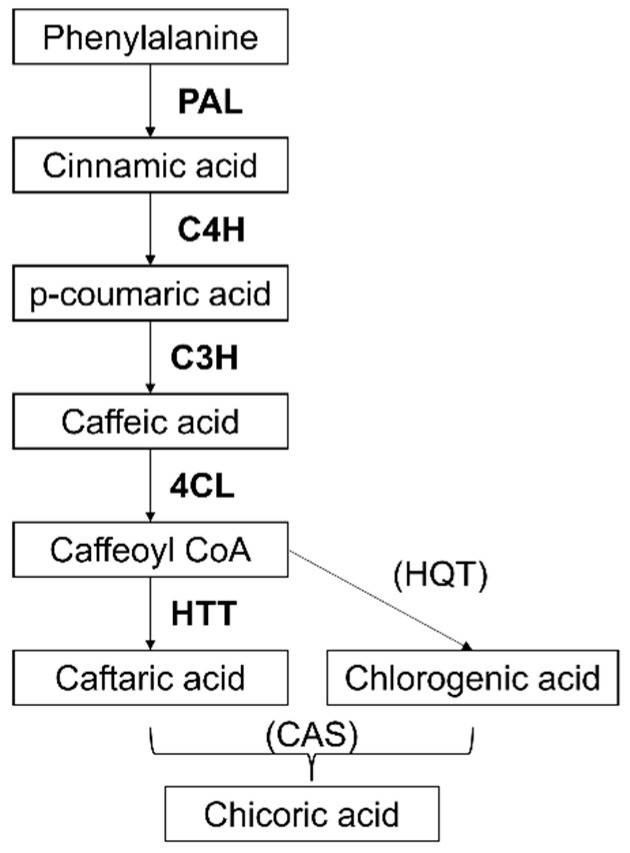 Phenylalanine
PAL
Cinnamic acid
C4H
p-coumaric acid
C3H
Caffeic acid
4CL
Caffeoyl CoA
(HQT)
HTT
Caftaric acid
Chlorogenic acid
(CAS)
Chicoric acid